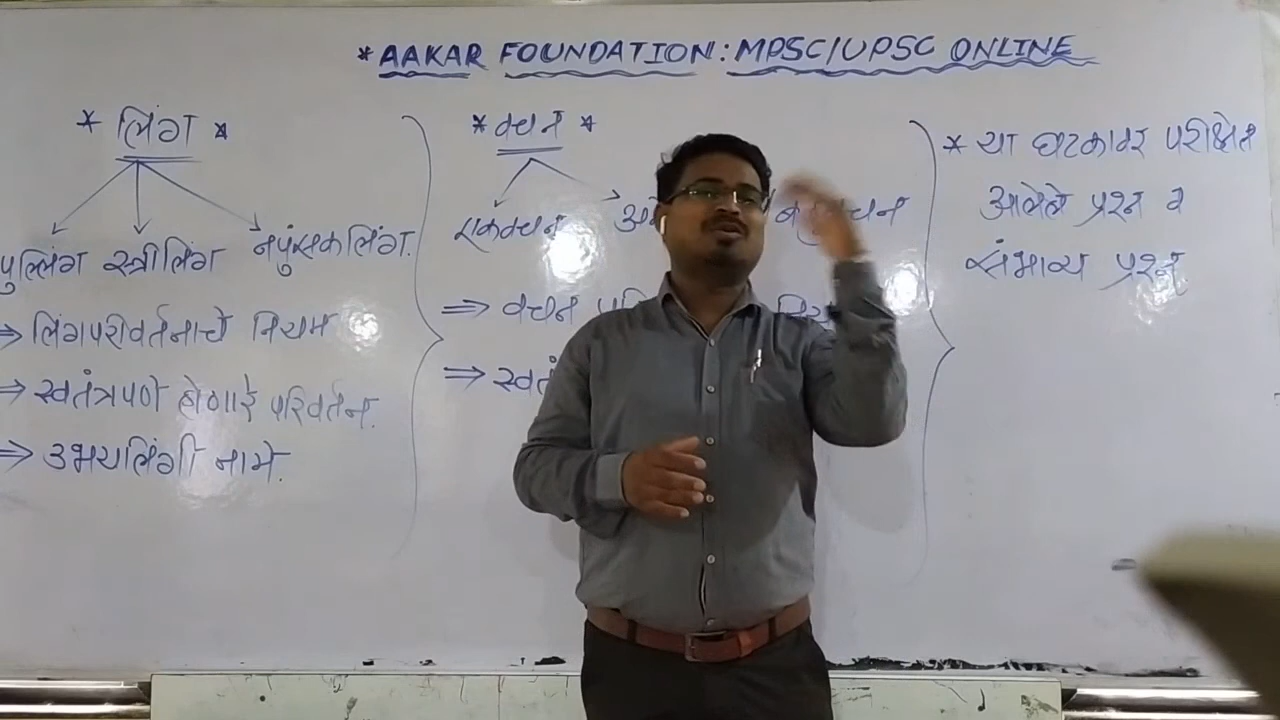 * AAKAR FOUNDATION : MPSC/UPSC ONLINE
* लिंग *
पुल्लिंग स्त्रीलिंग नपुंसकलिंग.
⇒ लिंगपरिवर्तनाचे नियम
⇒ स्वतंत्रपणे होणारे परिवर्तन.
⇒ उभयलिंगी नामे.
* वचन *
एकवचन
⇒ वचन
* या घटकावर परीक्षेत
आलेले प्रश्न व
संभाव्य प्रश्न